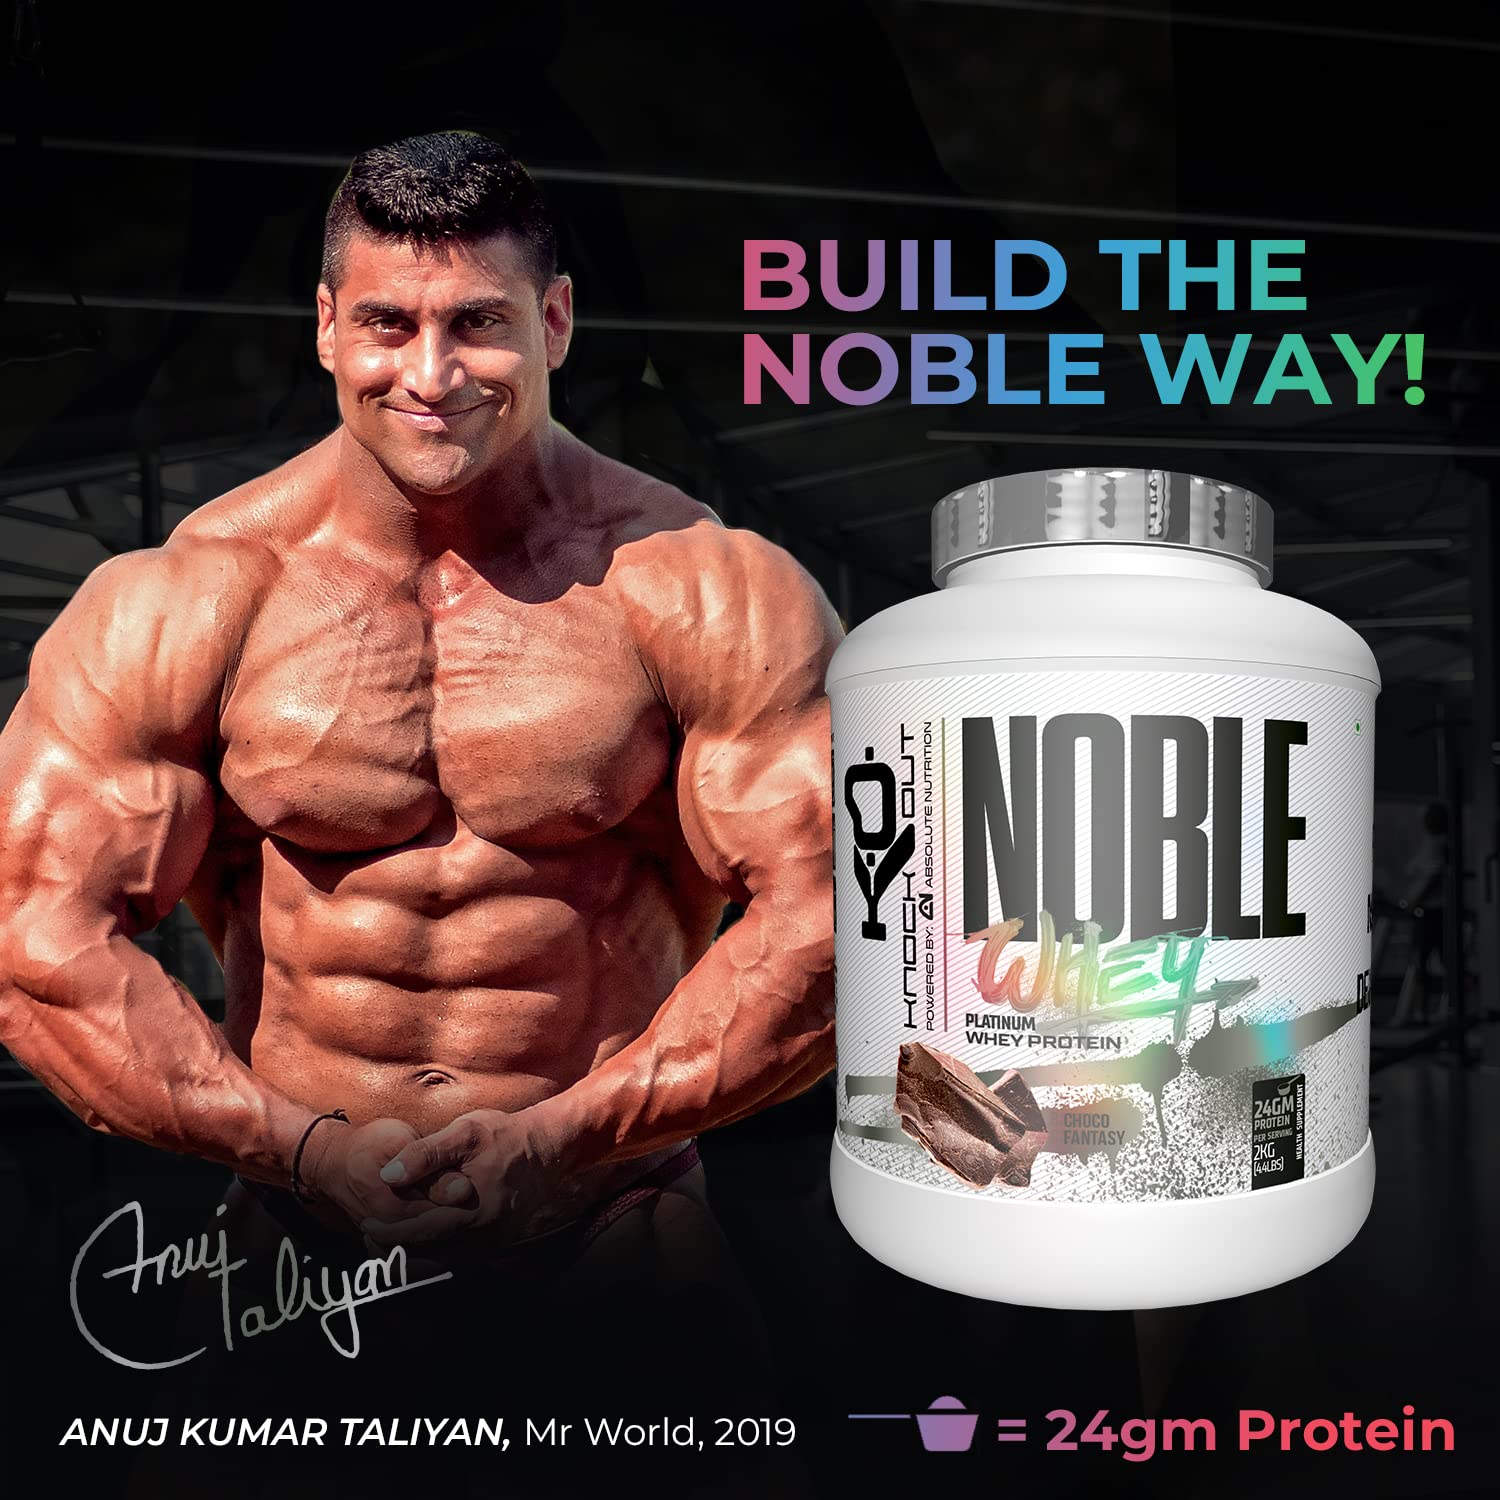 BUILD THE
NOBLE WAY!
KNOCK OUT
POWERED BY: ABSOLUTE NUTRITION
NOBLE
WHEY
PLATINUM
WHEY PROTEIN
CHOCO
FANTASY
24GM
PROTEIN
PER SERVING
2KG
(4.4LBS)
HEALTH SUPPLEMENT
Anuj
Taliyan
ANUJ KUMAR TALIYAN, Mr World, 2019
= 24gm Protein